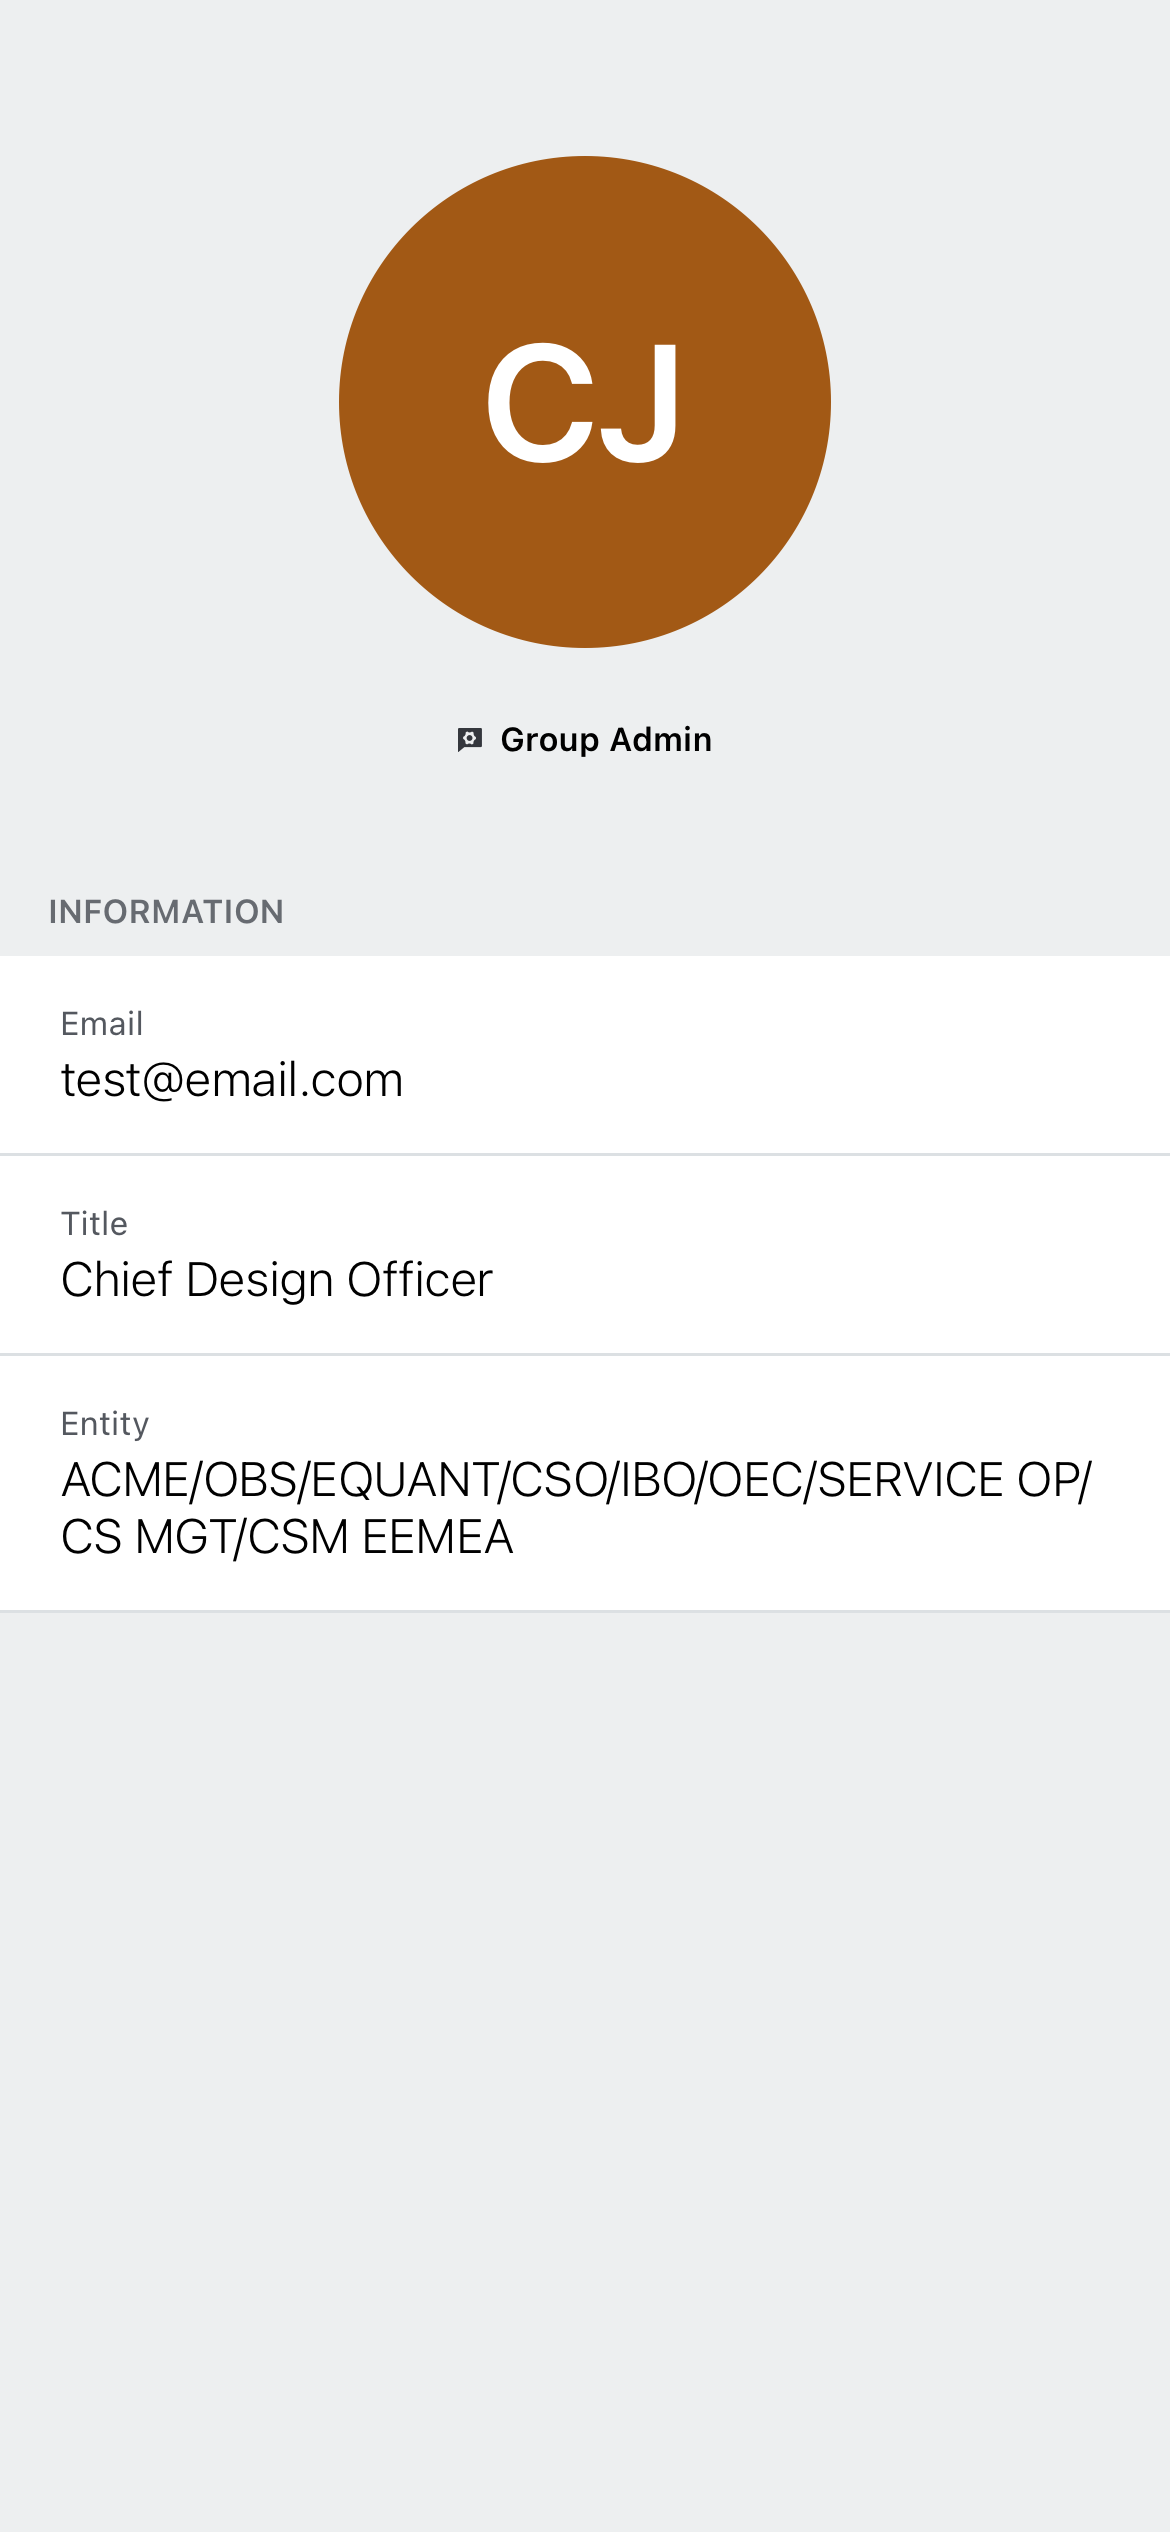 CJ
Group Admin
INFORMATION
Email
test@email.com
Title
Chief Design Officer
Entity
ACME/OBS/EQUANT/CSO/IBO/OEC/SERVICE OP/
CS MGT/CSM EEMEA